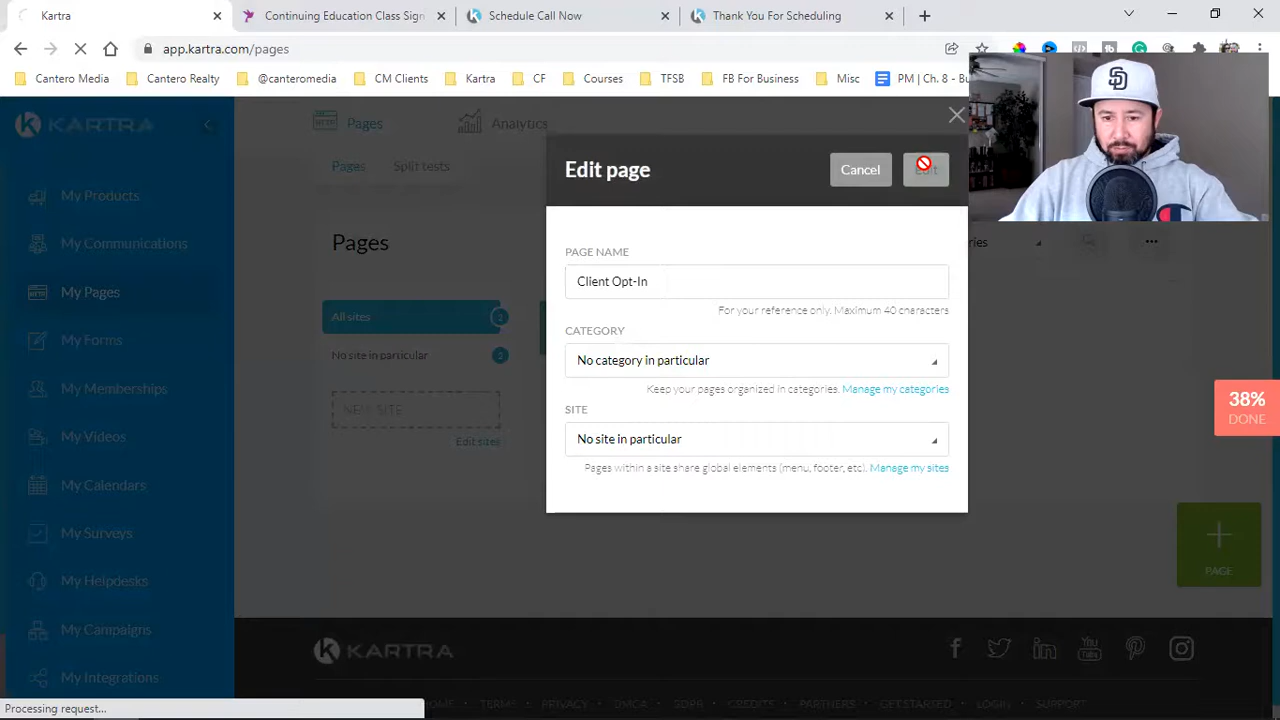 Kartra
Continuing Education Class Sign
Schedule Call Now
Thank You For Scheduling
app.kartra.com/pages
Cantero Media
Cantero Realty
@canteromedia
CM Clients
Kartra
CF
Courses
TFSB
FB For Business
Misc
PM | Ch. 8 - Bu
KARTRA
Pages
Analytics
Pages
Split tests
My Products
My Communications
My Pages
My Forms
My Memberships
My Videos
My Calendars
My Surveys
My Helpdesks
My Campaigns
My Integrations
Pages
All sites
2
No site in particular
2
NEW SITE
Edit sites
Edit page
Cancel
Edit
PAGE NAME
Client Opt-In
For your reference only. Maximum 40 characters
CATEGORY
No category in particular
Keep your pages organized in categories. Manage my categories
SITE
No site in particular
Pages within a site share global elements (menu, footer, etc). Manage my sites
38%
DONE
PAGE
KARTRA
You
Tube
HOME
TERMS
PRIVACY
DMCA
GDPR
CREDITS
PARTNERS
GET STARTED
LOGIN
SUPPORT
Processing request...